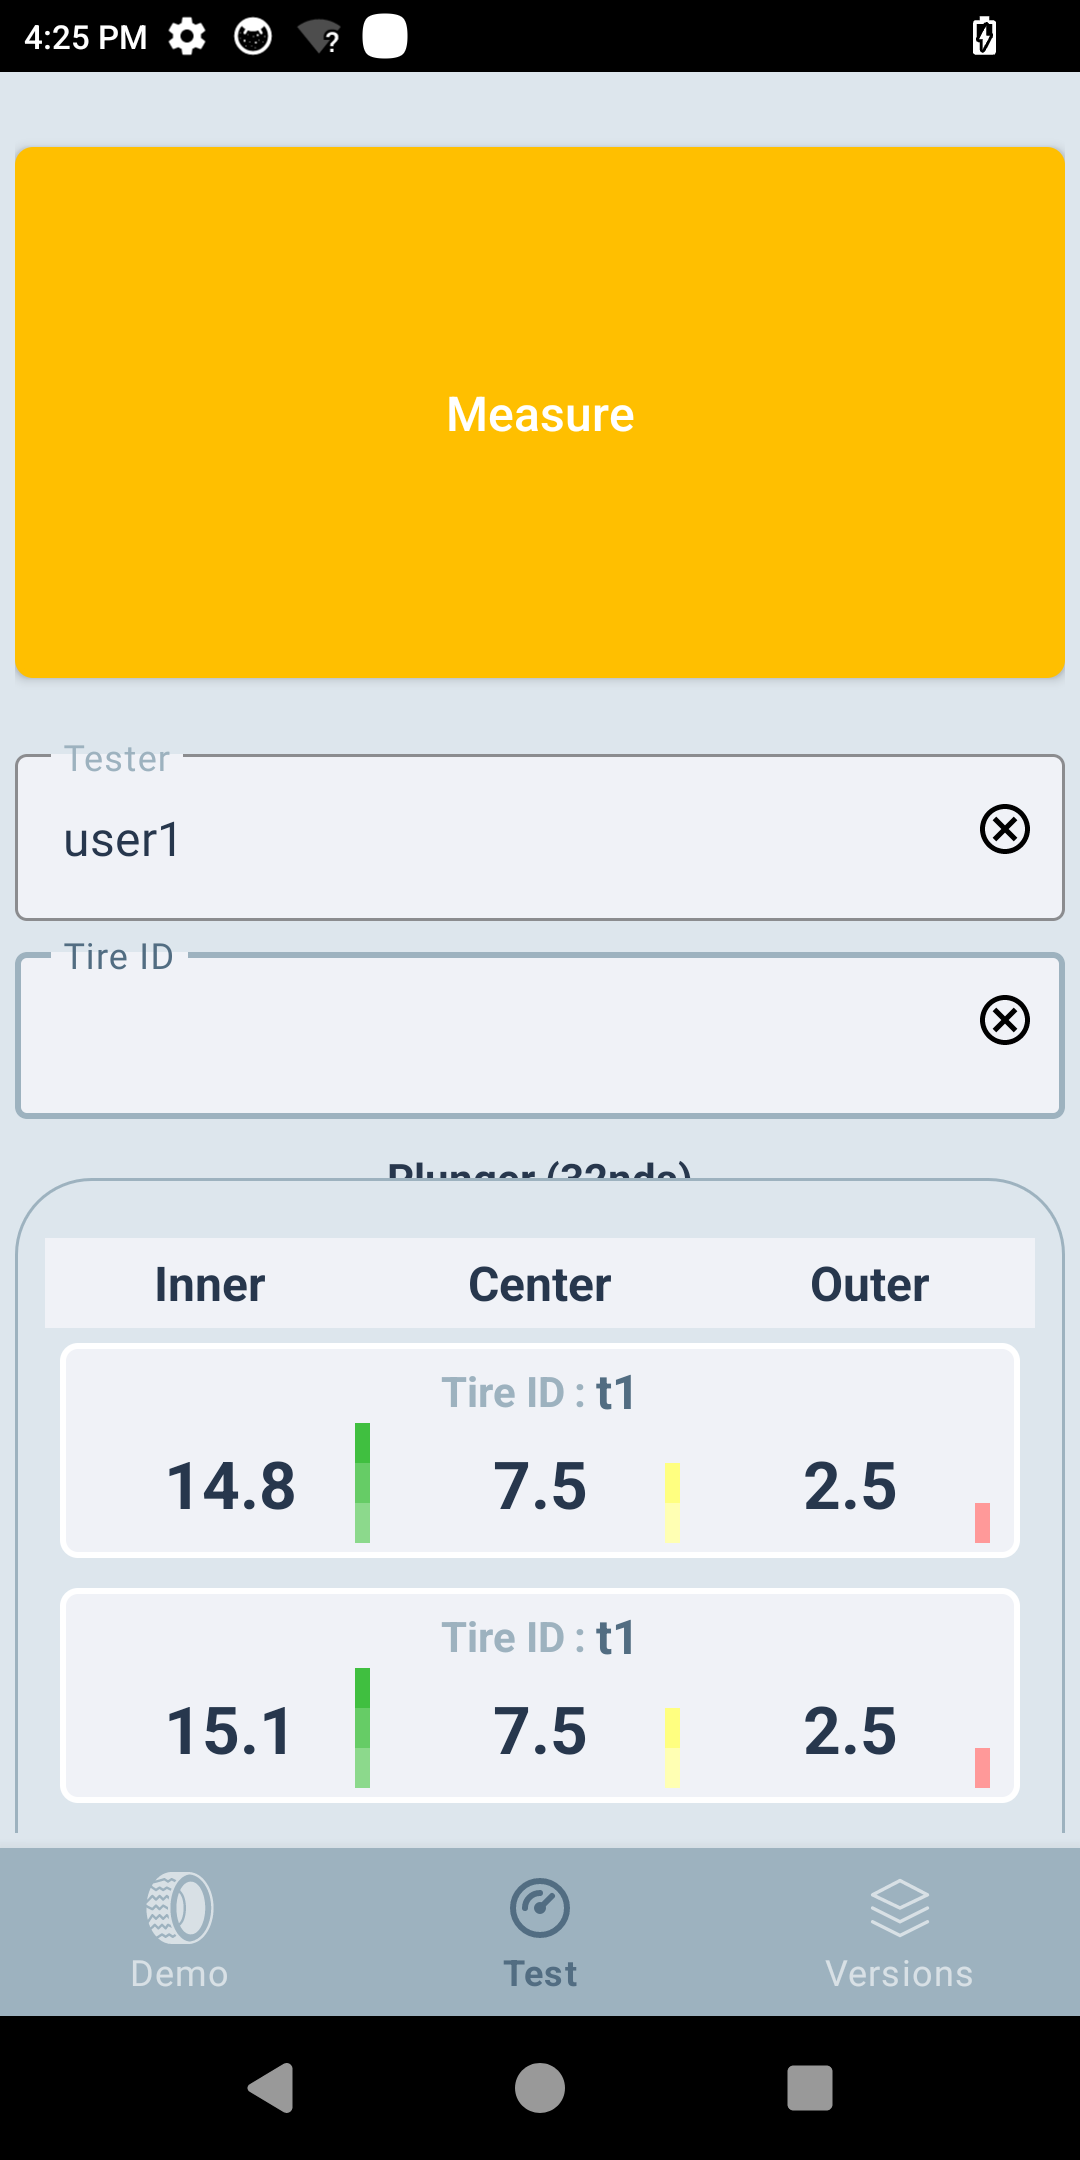 4:25 PM
Measure
Tester
user1
Tire ID
Plunger (32nds)
Inner Center Outer
Tire ID : t1
14.8 7.5 2.5
Tire ID : t1
15.1 7.5 2.5
Demo Test Versions